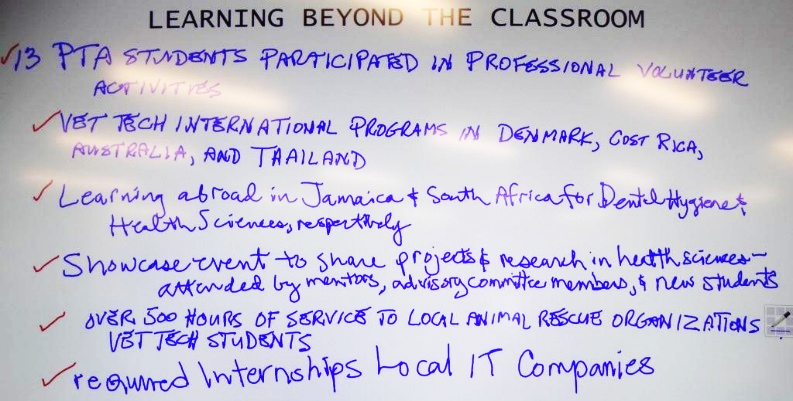 LEARNING BEYOND THE CLASSROOM
✓13 PTA STUDENTS PARTICIPATED IN PROFESSIONAL VOLUNTEER
ACTIVITIES
✓VET TECH INTERNATIONAL PROGRAMS IN DENMARK, COST RICA,
AUSTRALIA, AND THAILAND
✓ Learning abroad in Jamaica & South Africa for Dental Hygiene &
Health Sciences, respectively
✓ Showcase event to share projects & research in health sciences-
attended by mentors, advisory committee members, & new students
✓ OVER 500 HOURS OF SERVICE TO LOCAL ANIMAL RESCUE ORGANIZATIONS
VET TECH STUDENTS
✓ required Internships Local IT Companies